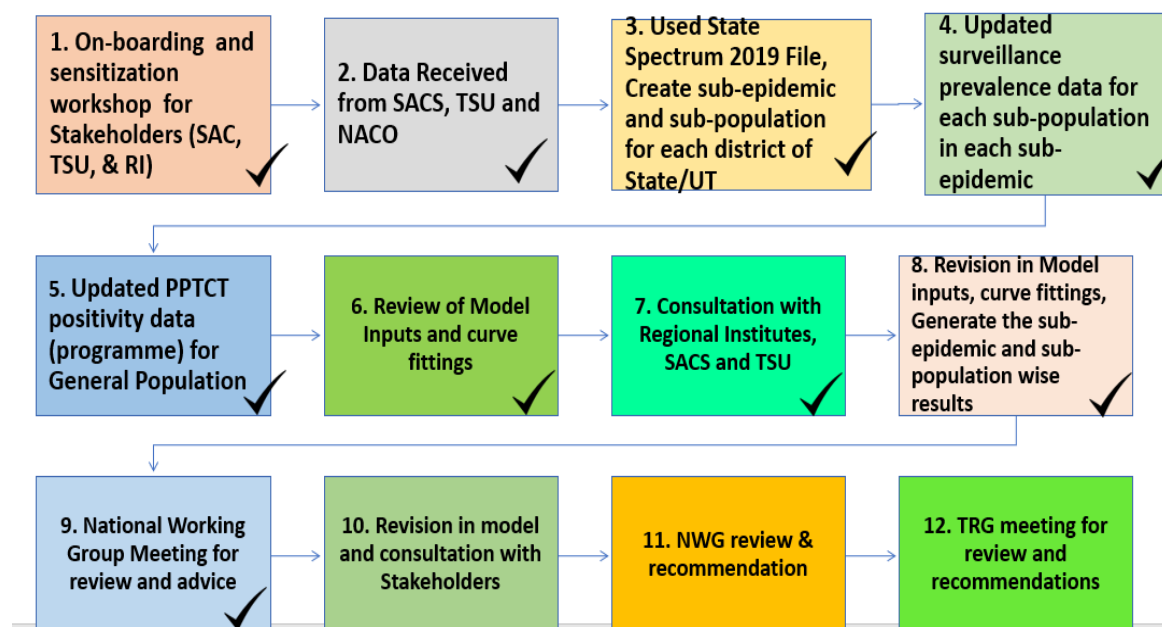 1. On-boarding and
sensitization
workshop for
Stakeholders (SAC,
TSU, & RI)
2. Data Received
from SACS, TSU and
NACO
3. Used State
Spectrum 2019 File,
Create sub-epidemic
and sub-population
for each district of
State/UT
4. Updated
surveillance
prevalence data for
each sub-population
in each sub-
epidemic
5. Updated PPTCT
positivity data
(programme) for
General Population
6. Review of Model
Inputs and curve
fittings
7. Consultation with
Regional Institutes,
SACS and TSU
8. Revision in Model
inputs, curve fittings,
Generate the sub-
epidemic and sub-
population wise
results
9. National Working
Group Meeting for
review and advice
10. Revision in model
and consultation with
Stakeholders
11. NWG review &
recommendation
12. TRG meeting for
review and
recommendations